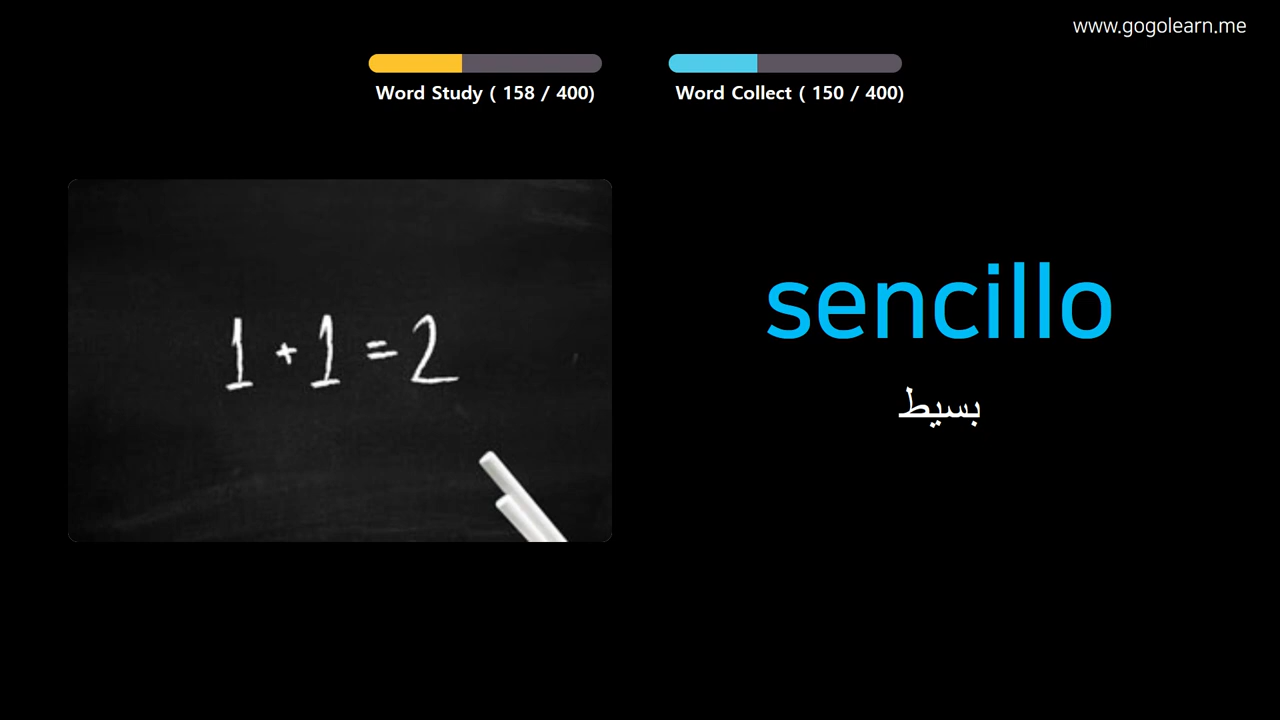 www.gogolearn.me
Word Study ( 158 / 400)
Word Collect ( 150 / 400)
1 + 1 = 2
sencillo
بسيط